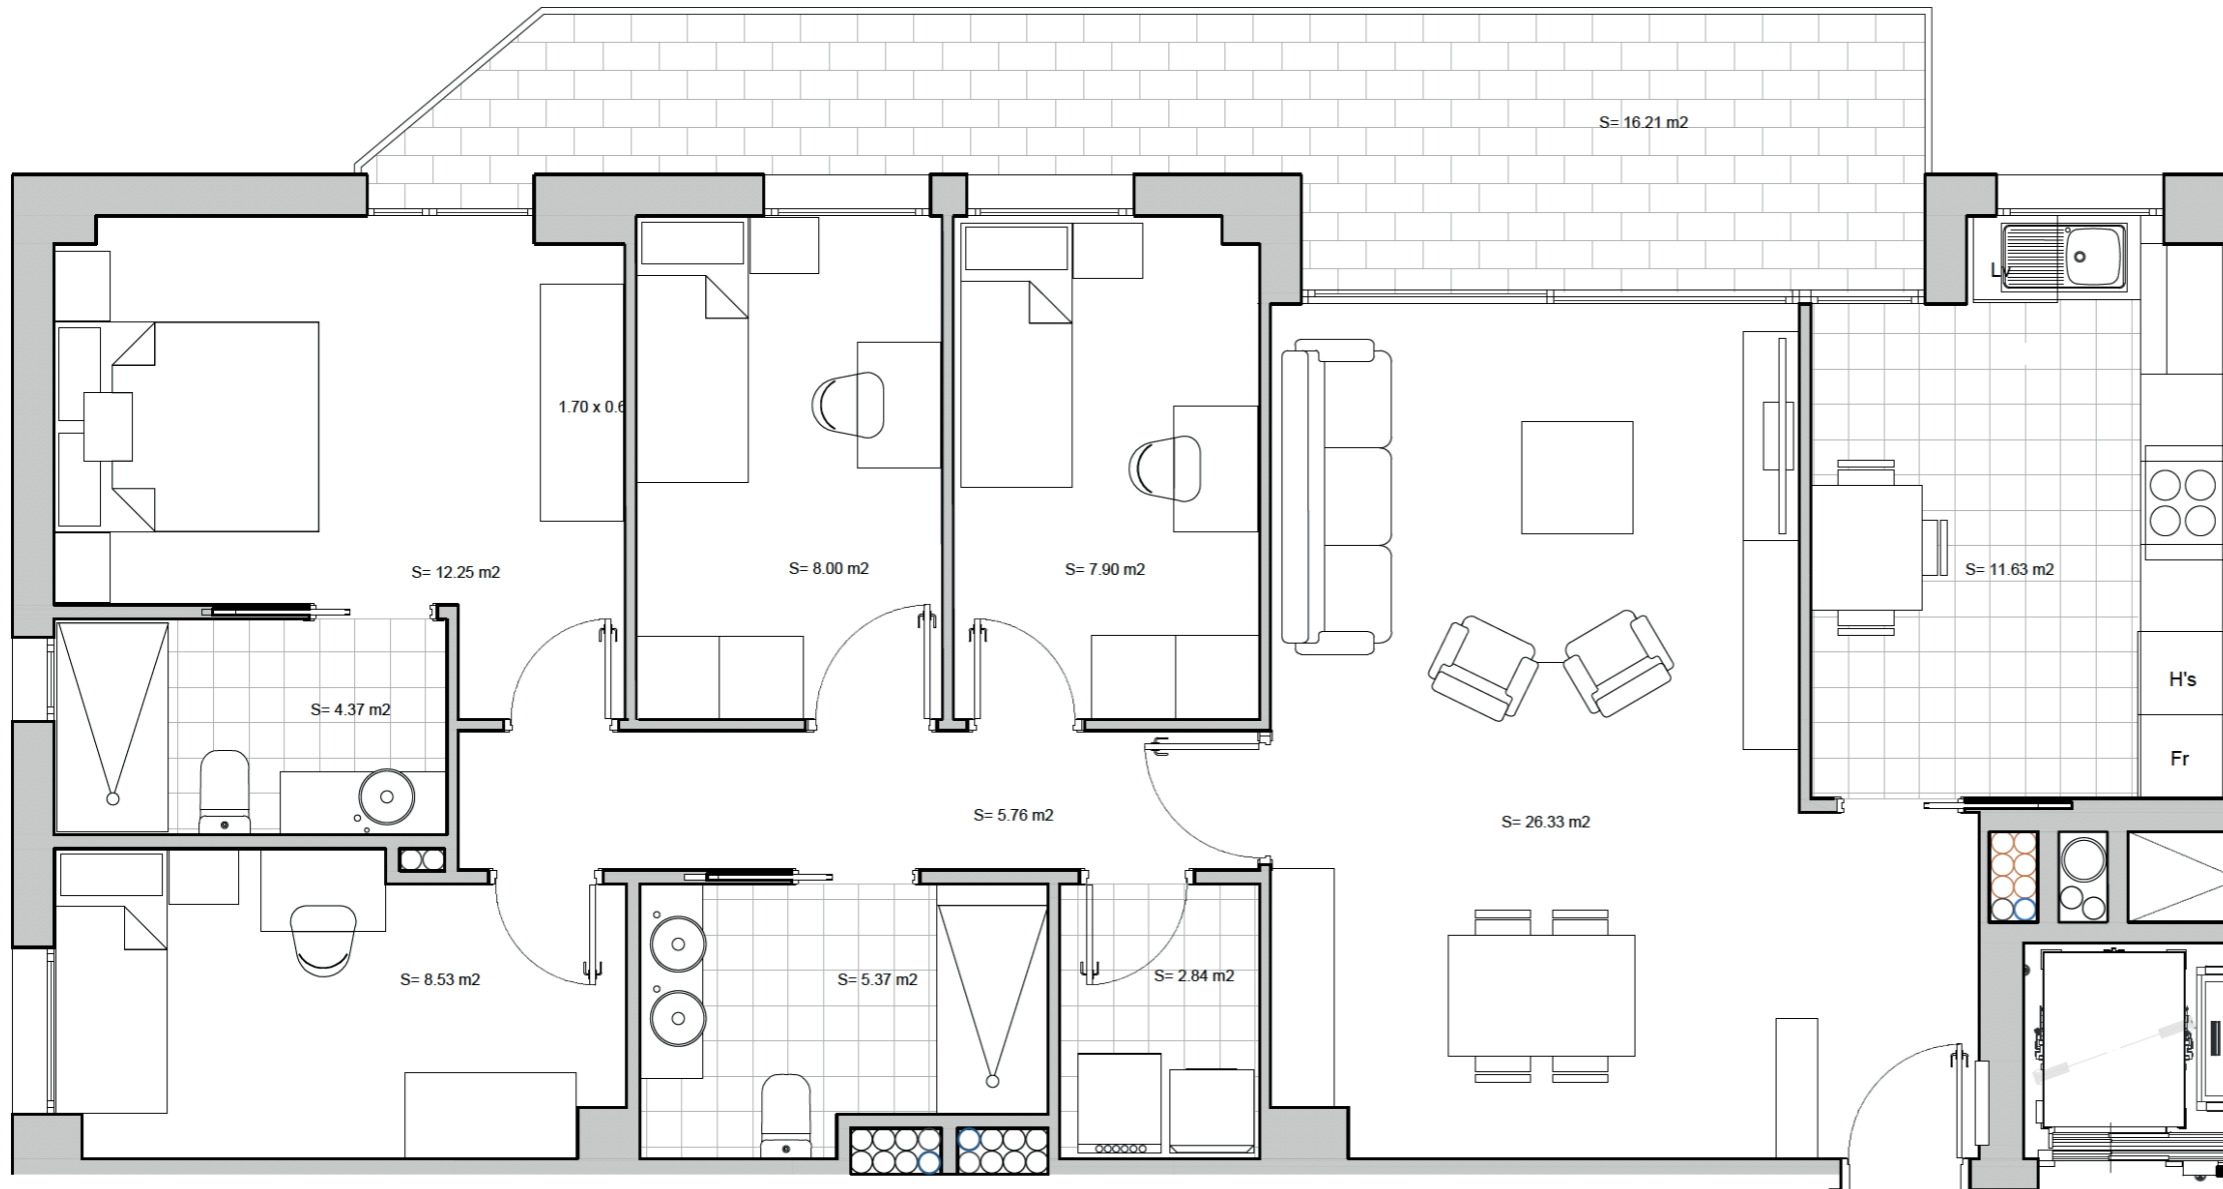 S= 16.21 m2
Lv
1.70 x 0.6
S= 12.25 m2
S= 8.00 m2
S= 7.90 m2
S= 11.63 m2
H's
S= 4.37 m2
Fr
S= 5.76 m2
S= 26.33 m2
S= 8.53 m2
S= 5.37 m2
S= 2.84 m2